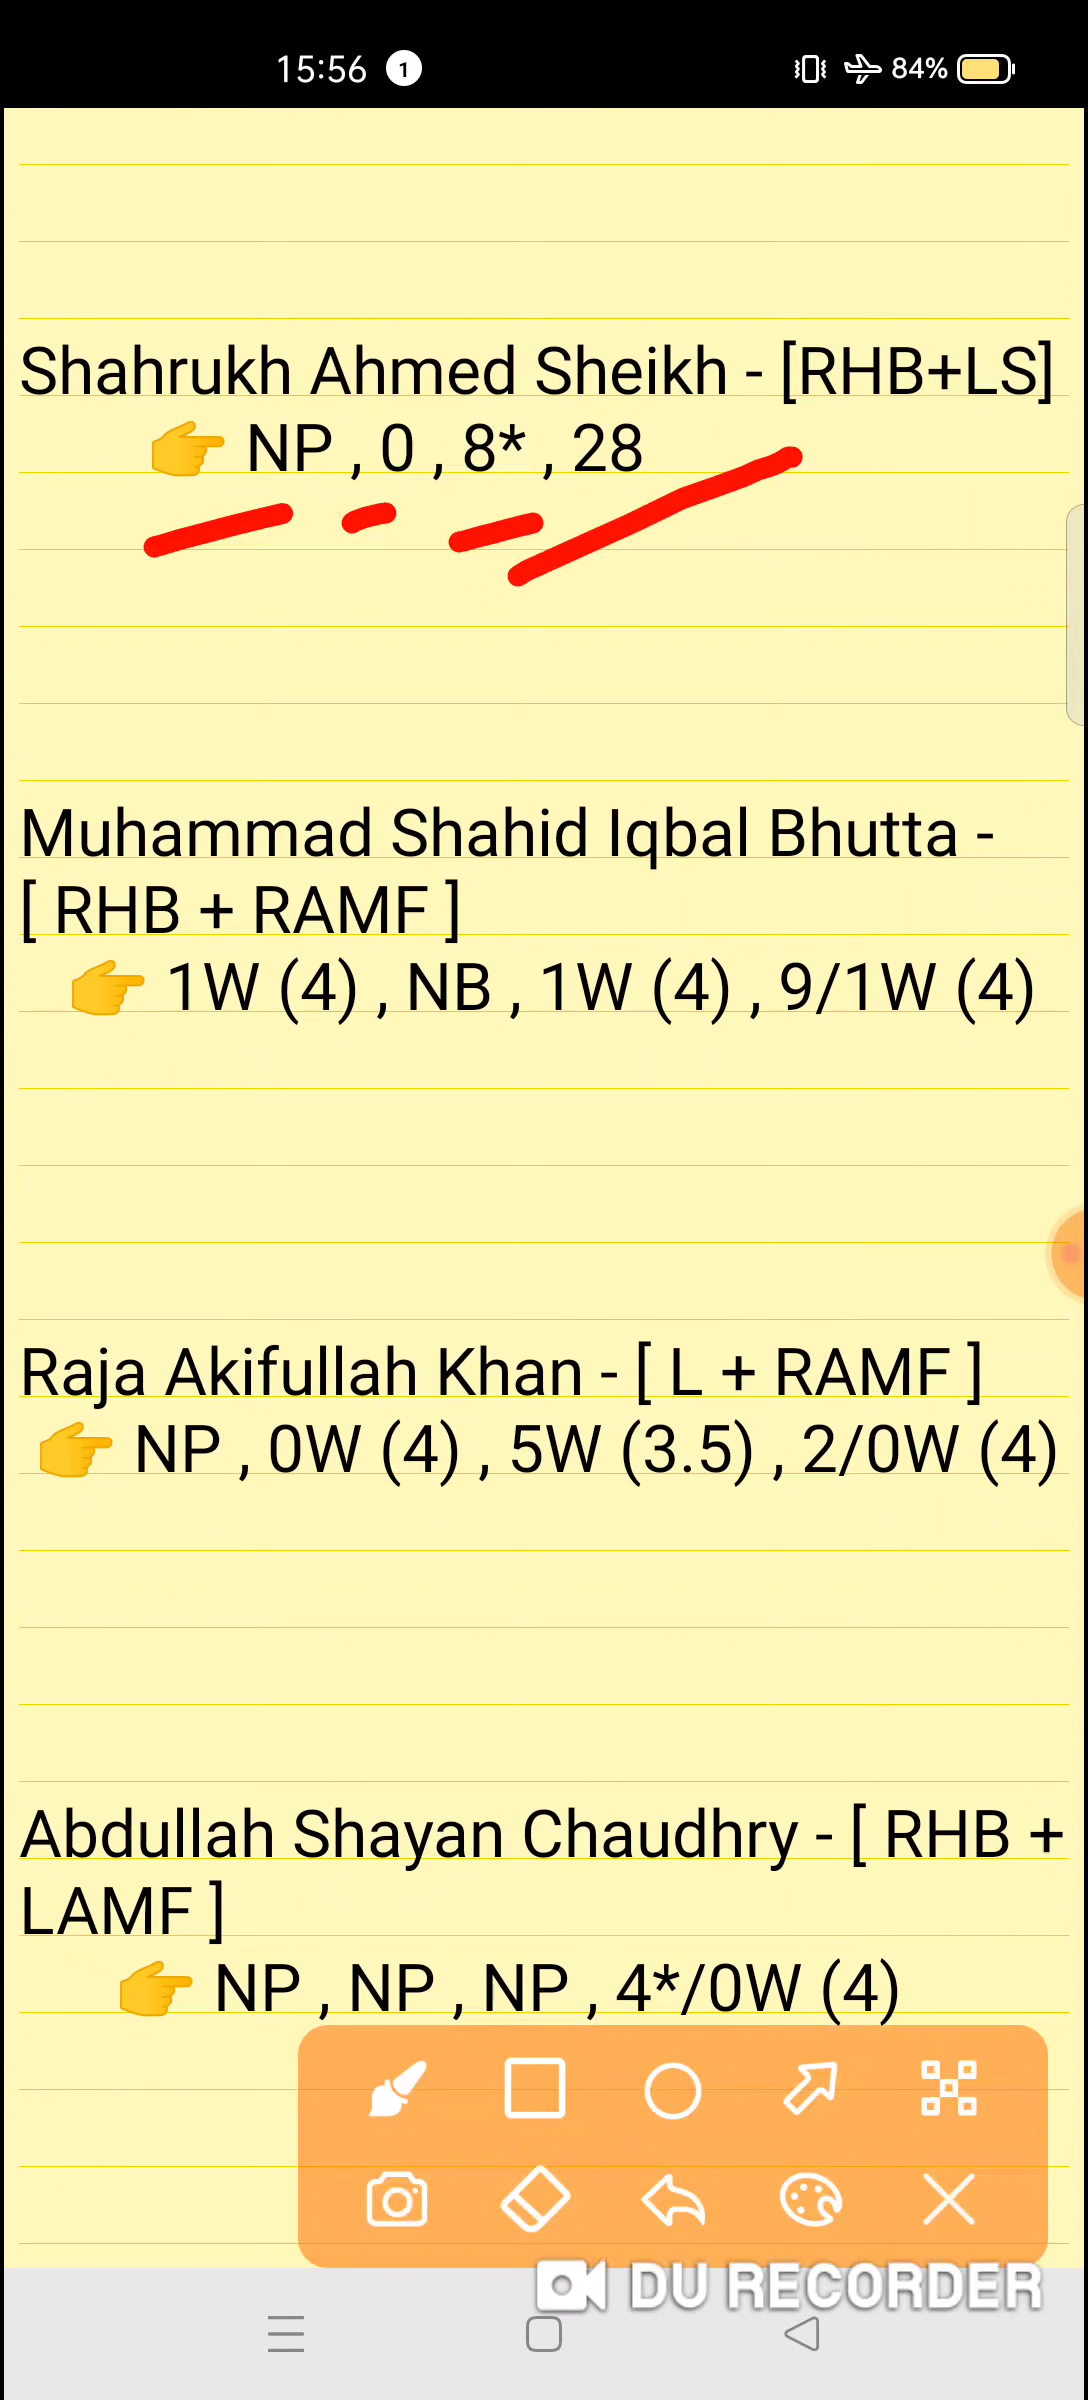 15:56 1 84%
Shahrukh Ahmed Sheikh - [RHB+LS]
👉 NP , 0 , 8* , 28
Muhammad Shahid Iqbal Bhutta -
[ RHB + RAMF ]
👉 1W (4) , NB , 1W (4) , 9/1W (4)
Raja Akifullah Khan - [ L + RAMF ]
👉 NP , 0W (4) , 5W (3.5) , 2/0W (4)
Abdullah Shayan Chaudhry - [ RHB +
LAMF ]
👉 NP , NP , NP , 4*/0W (4)
DU RECORDER